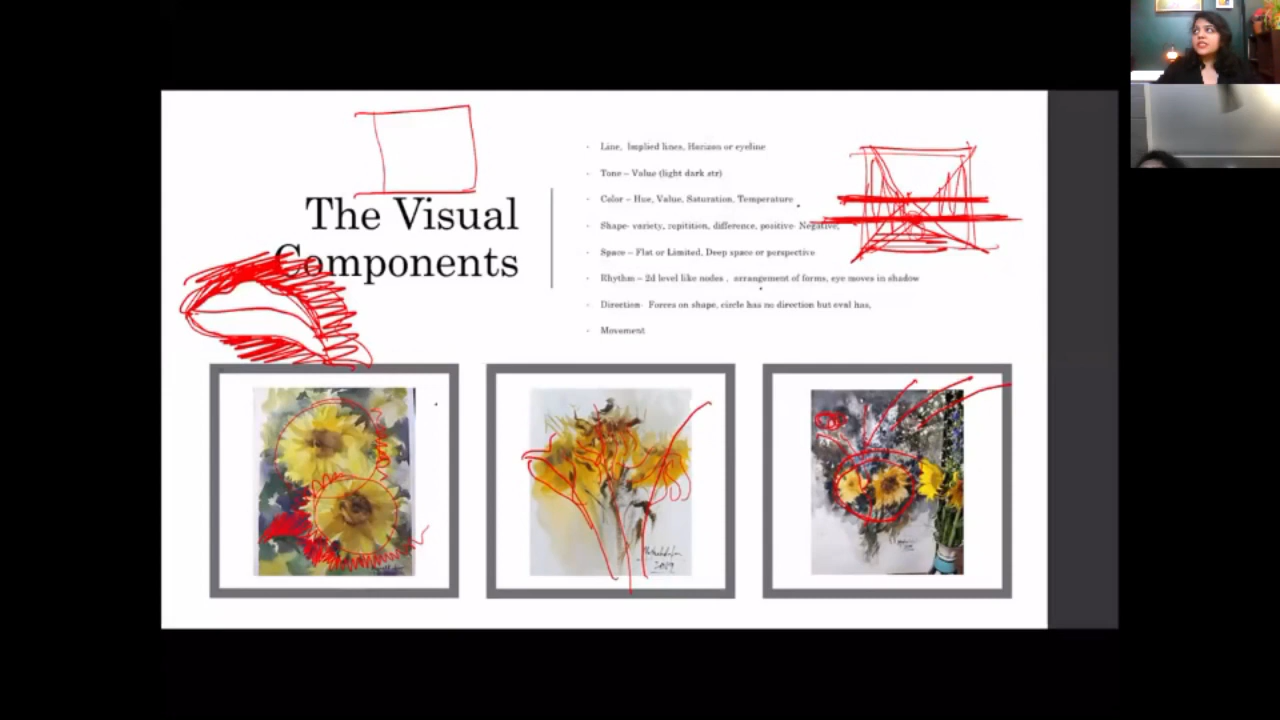 The Visual
Components
· Line, Implied lines, Horizon or eyeline
· Tone – Value (light dark str)
· Color – Hue, Value, Saturation, Temperature
· Shape- variety, repitition, difference, positive- Negative,
· Space – Flat or Limited, Deep space or perspective
· Rhythm – 2d level like nodes , arrangement of forms, eye moves in shadow
· Direction- Forces on shape, circle has no direction but oval has,
· Movement
2019